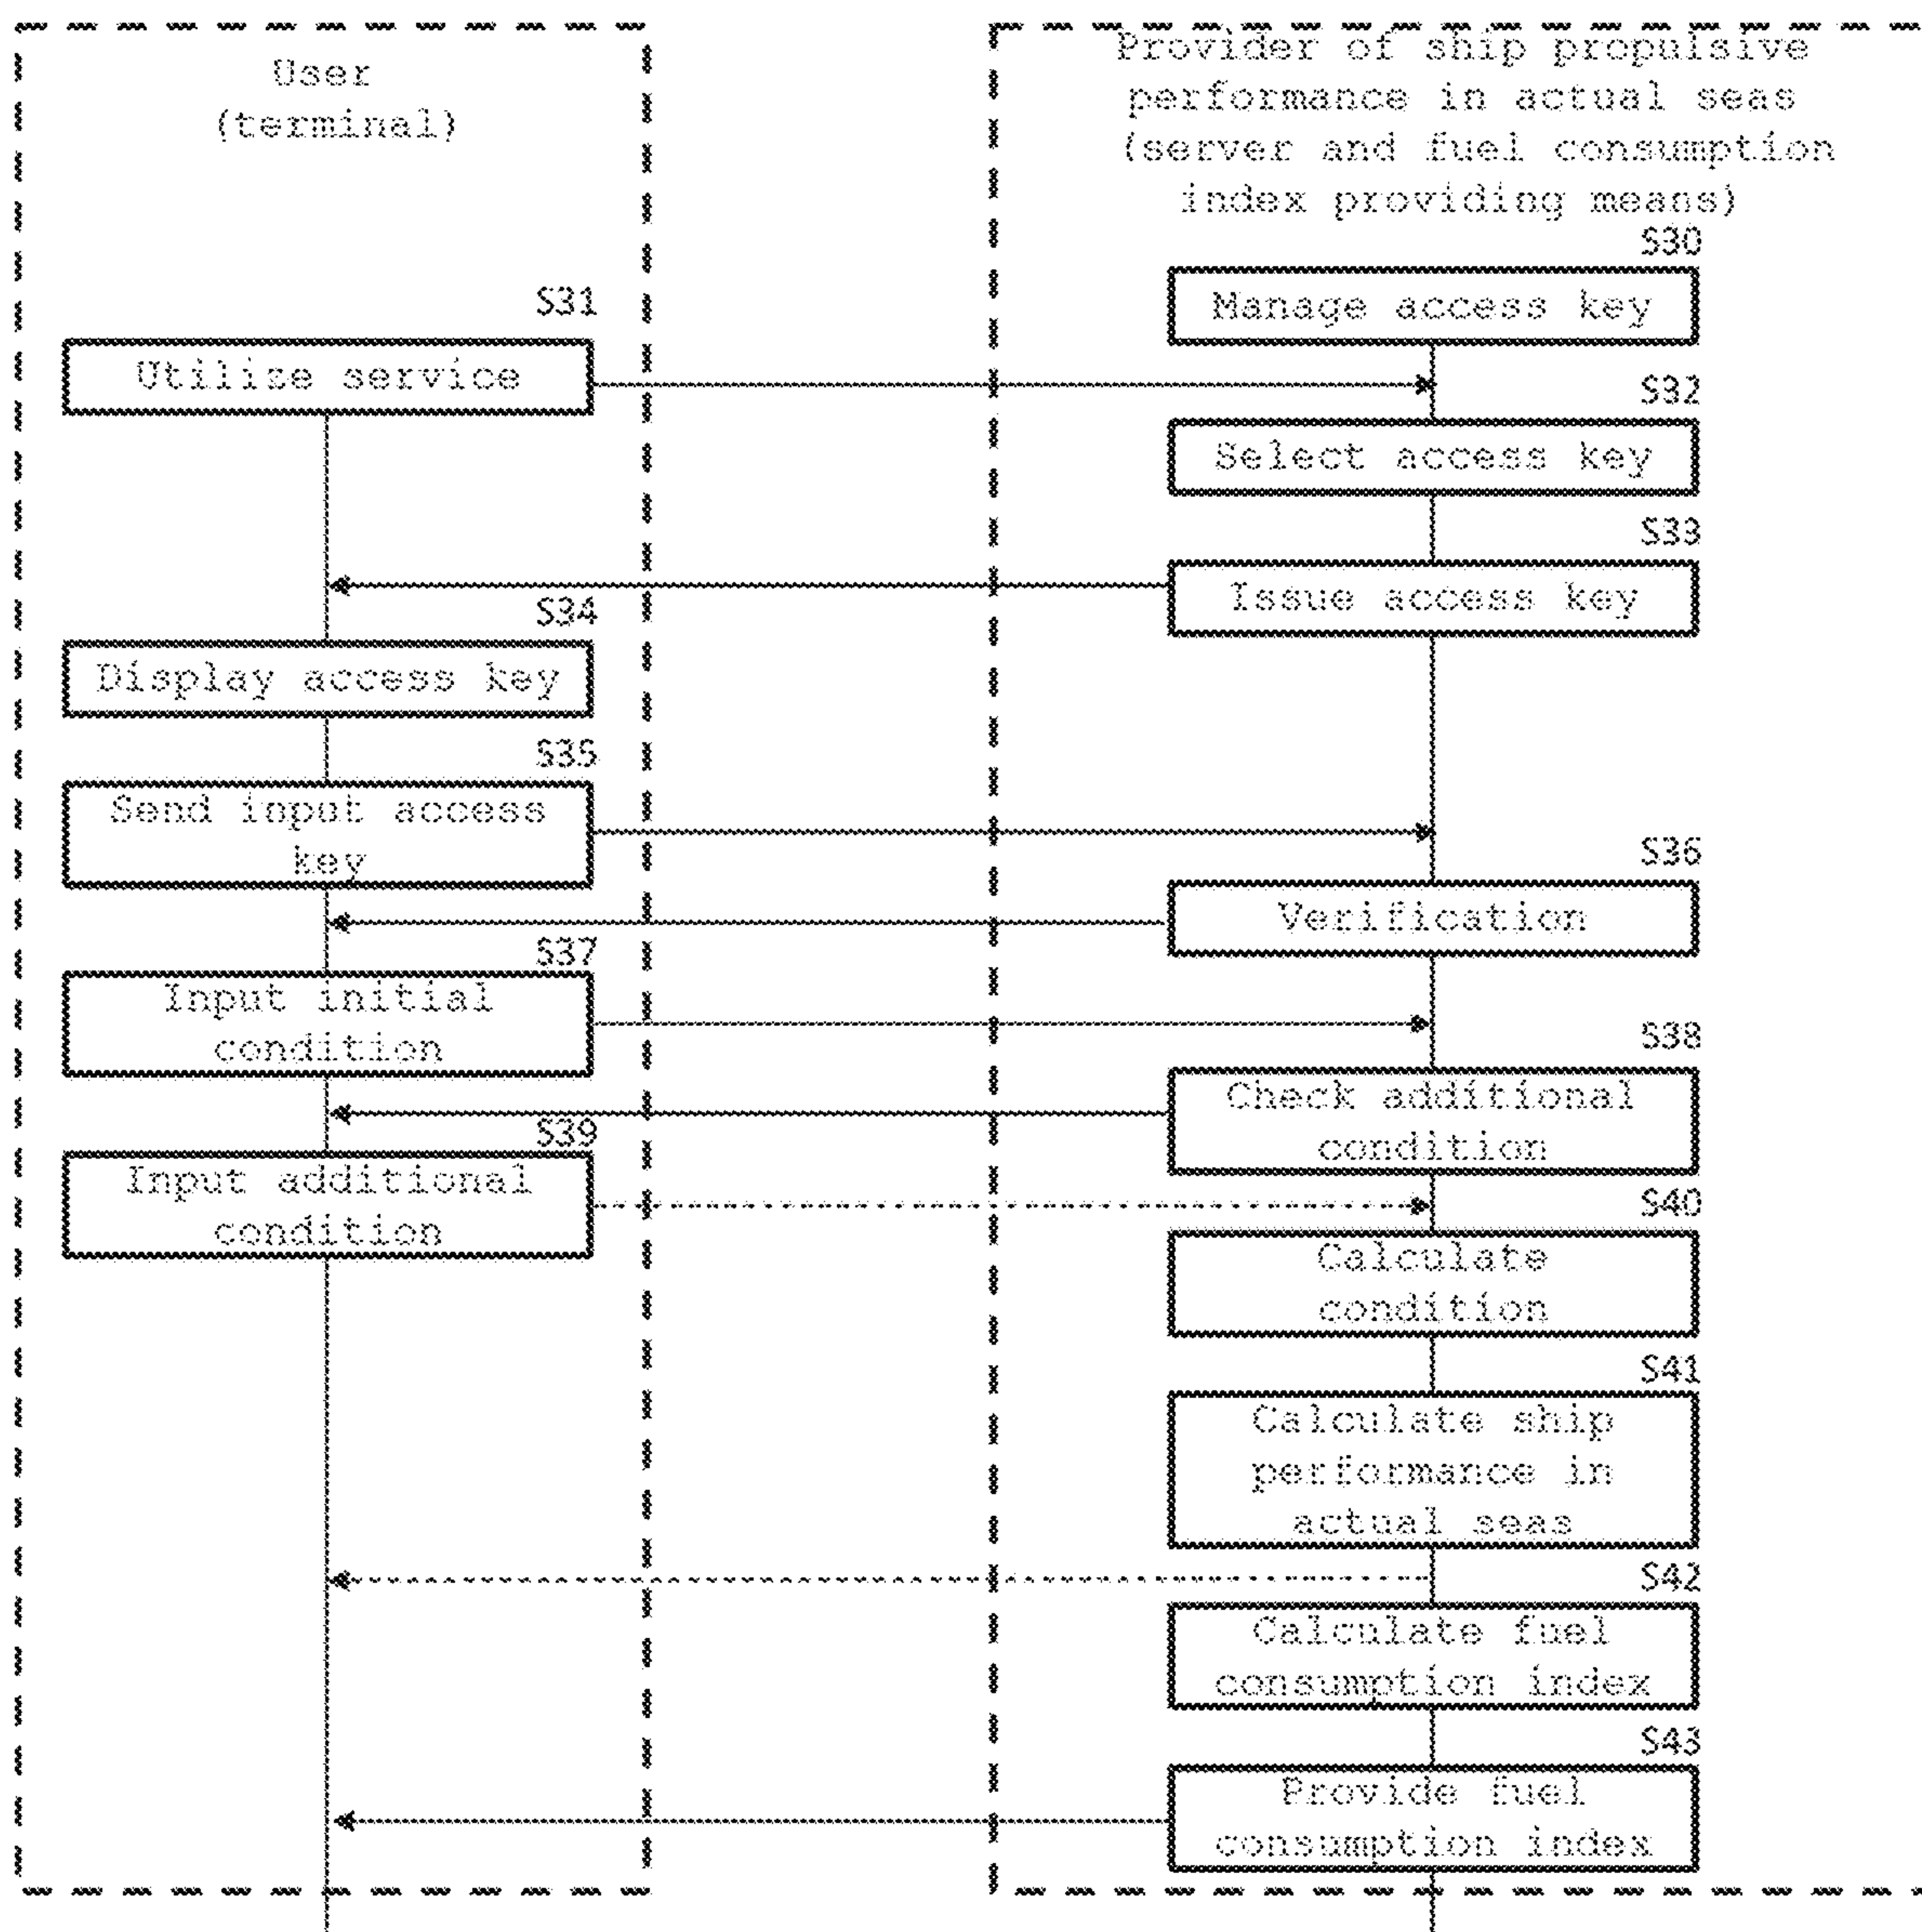 User
(terminal)
Provider of ship propulsive
performance in actual seas
(server and fuel consumption
index providing means)
S30
Manage access key
S31
Utilize service
S32
Select access key
S33
Issue access key
S34
Display access key
S35
Send input access
key
S36
Verification
S37
Input initial
condition
S38
Check additional
condition
S39
Input additional
condition
S40
Calculate
condition
S41
Calculate ship
performance in
actual seas
S42
Calculate fuel
consumption index
S43
Provide fuel
consumption index